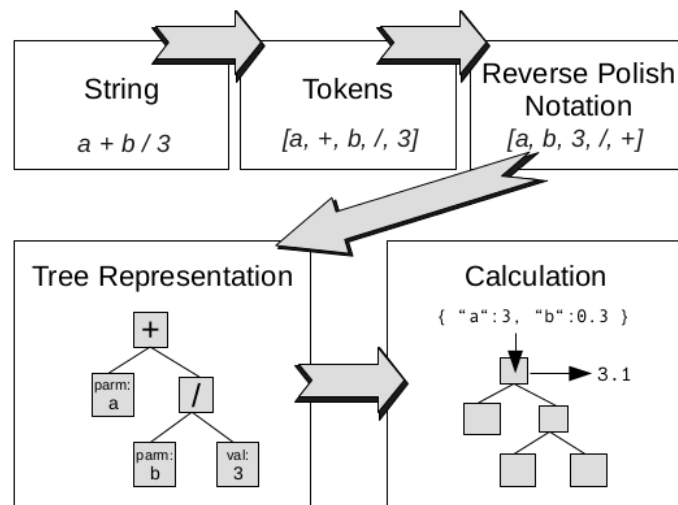 String
a + b / 3
Tokens
[a, +, b, /, 3]
Reverse Polish
Notation
[a, b, 3, /, +]
Tree Representation
+
parm:
a
/
parm:
b
val:
3
Calculation
{ “a“:3, “b“:0.3 }
3.1